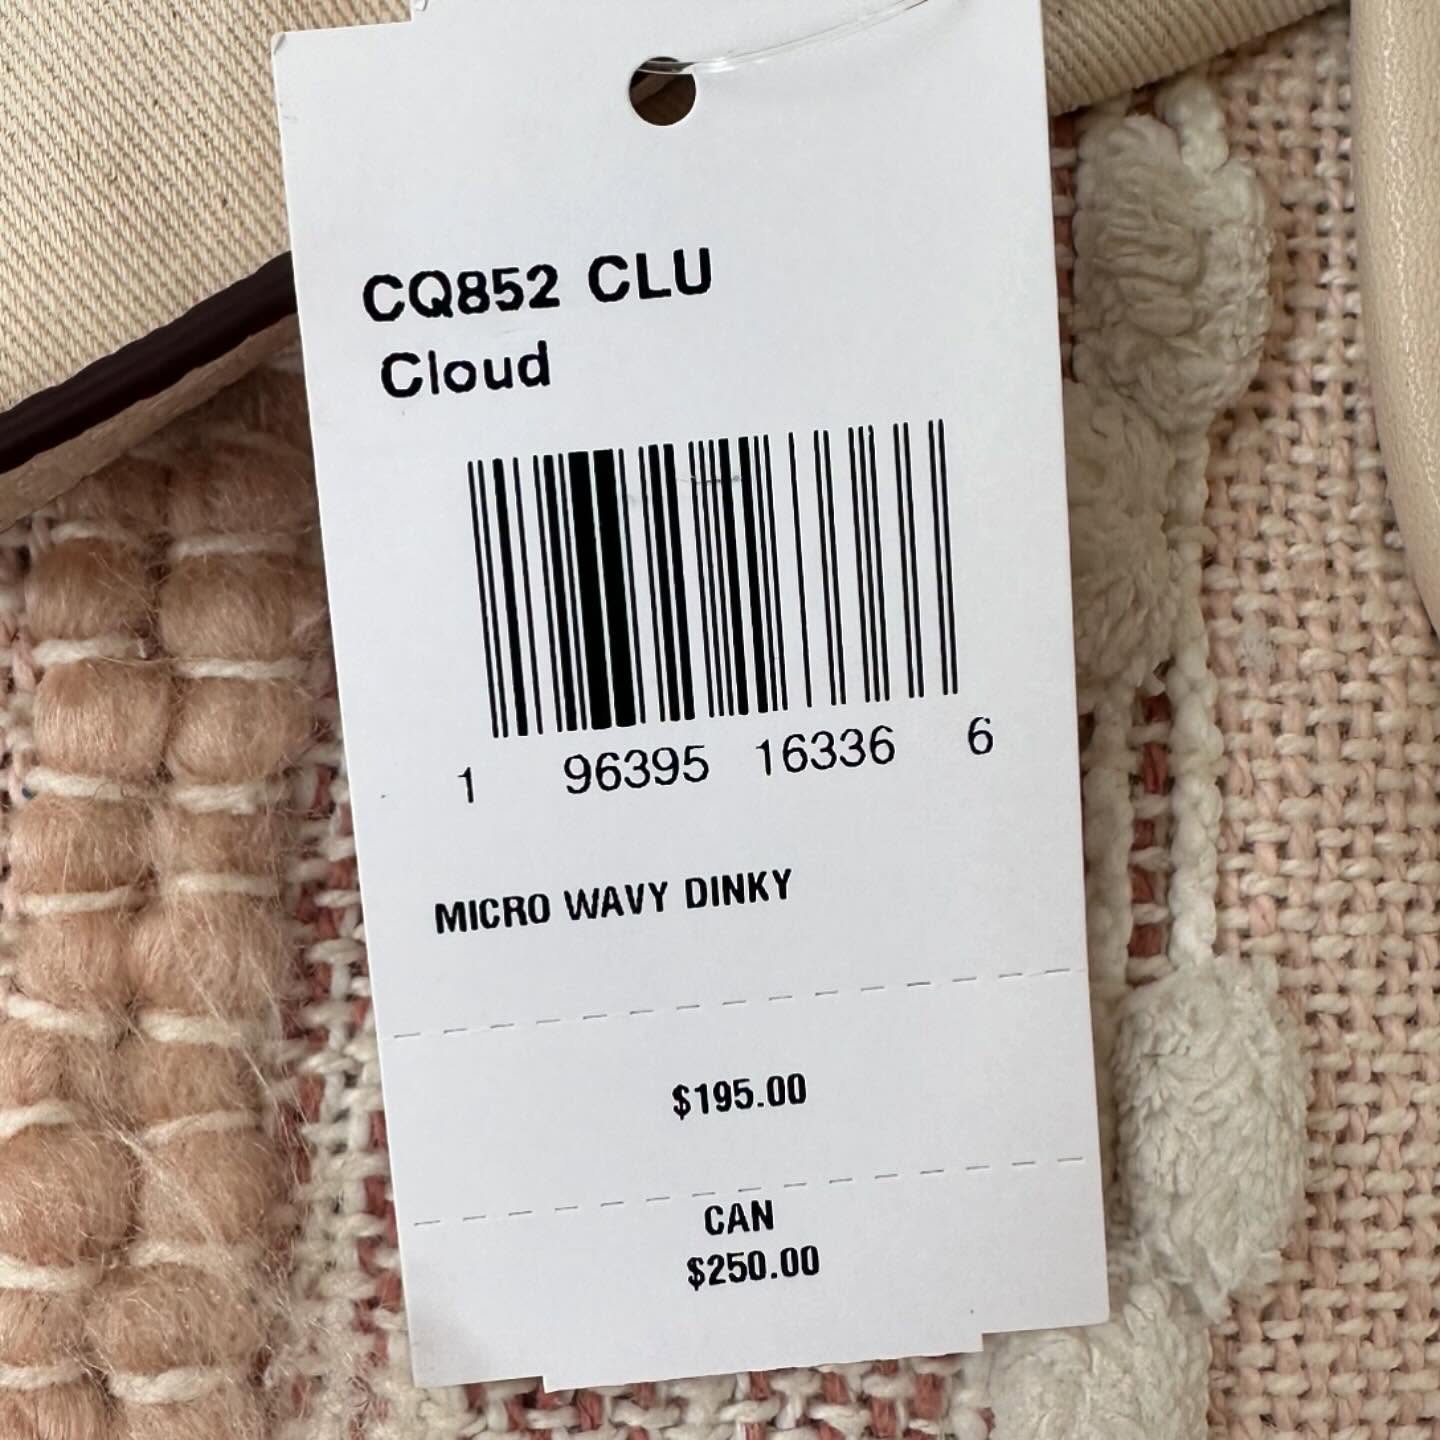 CQ852 CLU
Cloud
1 96395 16336 6
MICRO WAVY DINKY
$195.00
CAN
$250.00